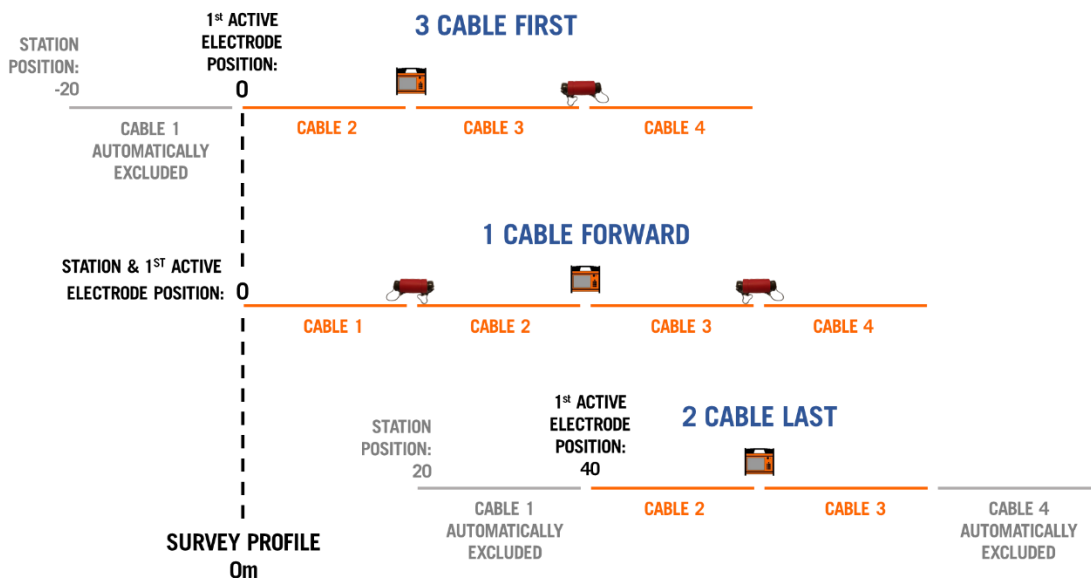 3 CABLE FIRST
1st ACTIVE
ELECTRODE
POSITION:
0
STATION
POSITION:
-20
CABLE 1
AUTOMATICALLY
EXCLUDED
CABLE 2
CABLE 3
CABLE 4
1 CABLE FORWARD
STATION & 1ST ACTIVE
ELECTRODE POSITION: 0
CABLE 1
CABLE 2
CABLE 3
CABLE 4
2 CABLE LAST
1st ACTIVE
ELECTRODE
POSITION:
40
STATION
POSITION:
20
CABLE 1
AUTOMATICALLY
EXCLUDED
CABLE 2
CABLE 3
CABLE 4
AUTOMATICALLY
EXCLUDED
SURVEY PROFILE
0m